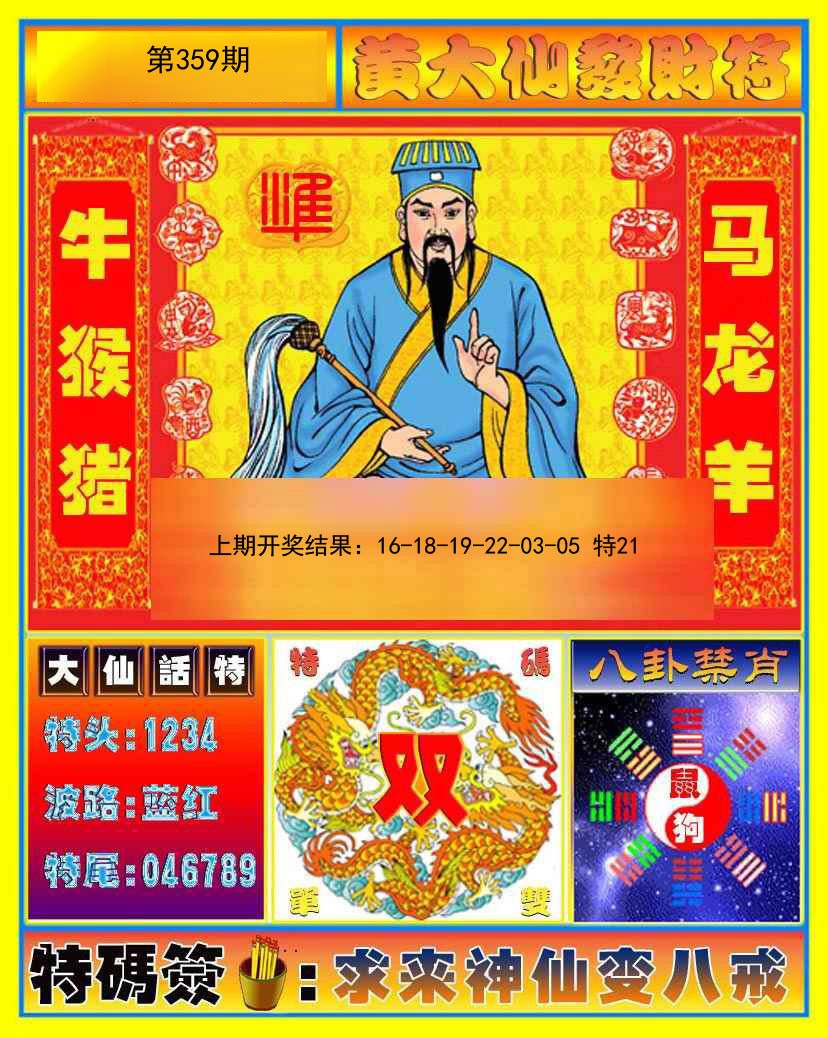 第359期
黄大仙發財符
準
牛猴猪
马龙羊
上期开奖结果：16-18-19-22-03-05 特21
大仙話特
特头:1234
波路:蓝红
特尾:046789
特碼
双
單雙
八卦禁肖
鼠
狗
特碼簽:求来神仙变八戒